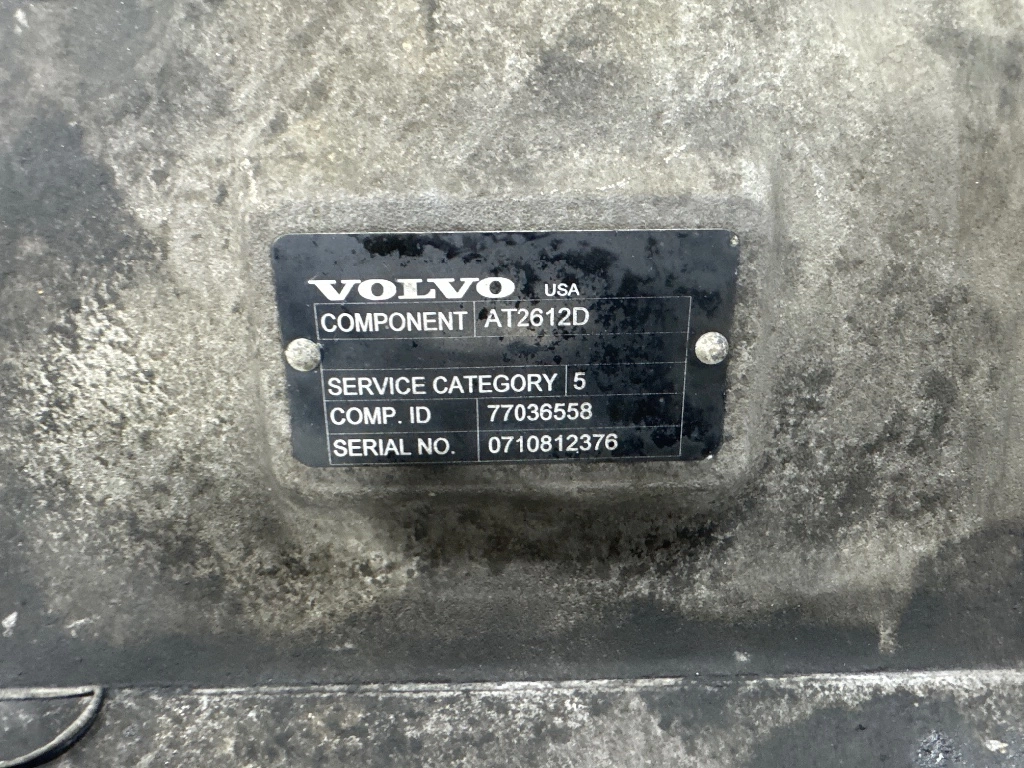 VOLVO USA
COMPONENT AT2612D
SERVICE CATEGORY 5
COMP. ID 77036558
SERIAL NO. 0710812376